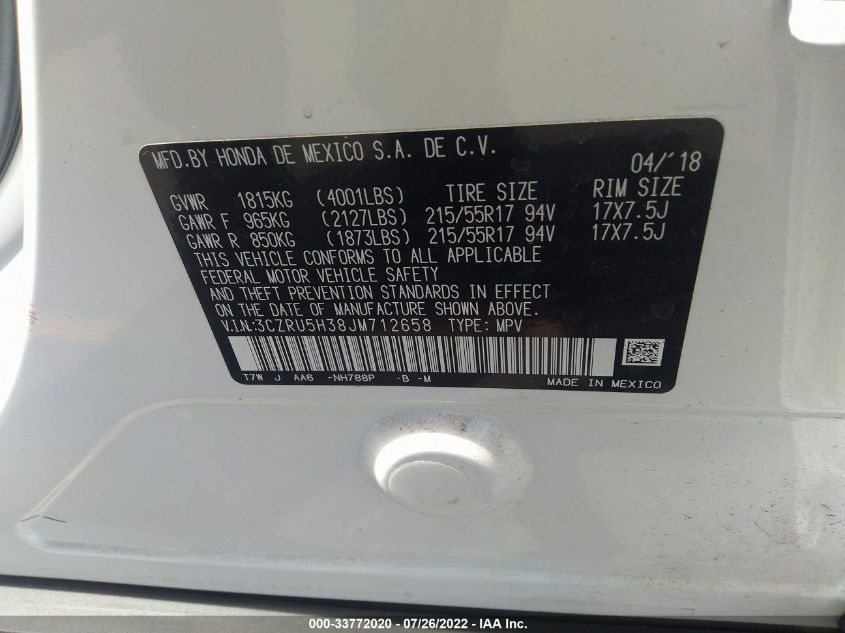 MFD.BY HONDA DE MEXICO S.A. DE C.V. 04/'18
GVWR 1815KG (4001LBS) TIRE SIZE RIM SIZE
GAWR F 965KG (2127LBS) 215/55R17 94V 17X7.5J
GAWR R 850KG (1873LBS) 215/55R17 94V 17X7.5J
THIS VEHICLE CONFORMS TO ALL APPLICABLE
FEDERAL MOTOR VEHICLE SAFETY
AND THEFT PREVENTION STANDARDS IN EFFECT
ON THE DATE OF MANUFACTURE SHOWN ABOVE.
V.I.N.:3CZRU5H38JM712658 TYPE: MPV
T7W J AA6 -NH788P -B -M MADE IN MEXICO
000-33772020 / 07/26/2022 - IAA Inc.